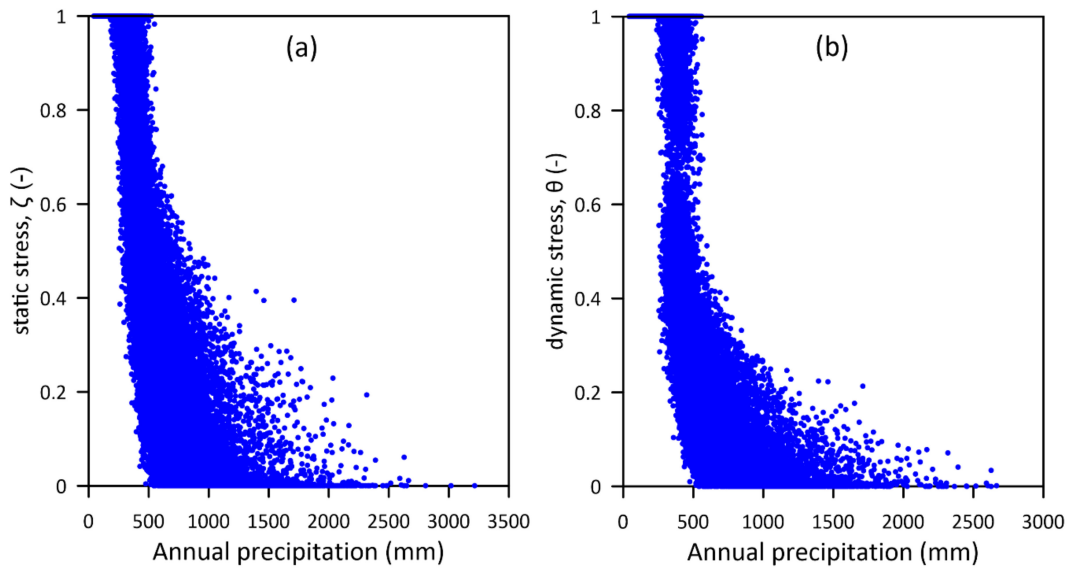 (a)
static stress, ζ (-)
1
0.8
0.6
0.4
0.2
0
0 500 1000 1500 2000 2500 3000 3500
Annual precipitation (mm)
(b)
dynamic stress, θ (-)
1
0.8
0.6
0.4
0.2
0
0 500 1000 1500 2000 2500 3000
Annual precipitation (mm)